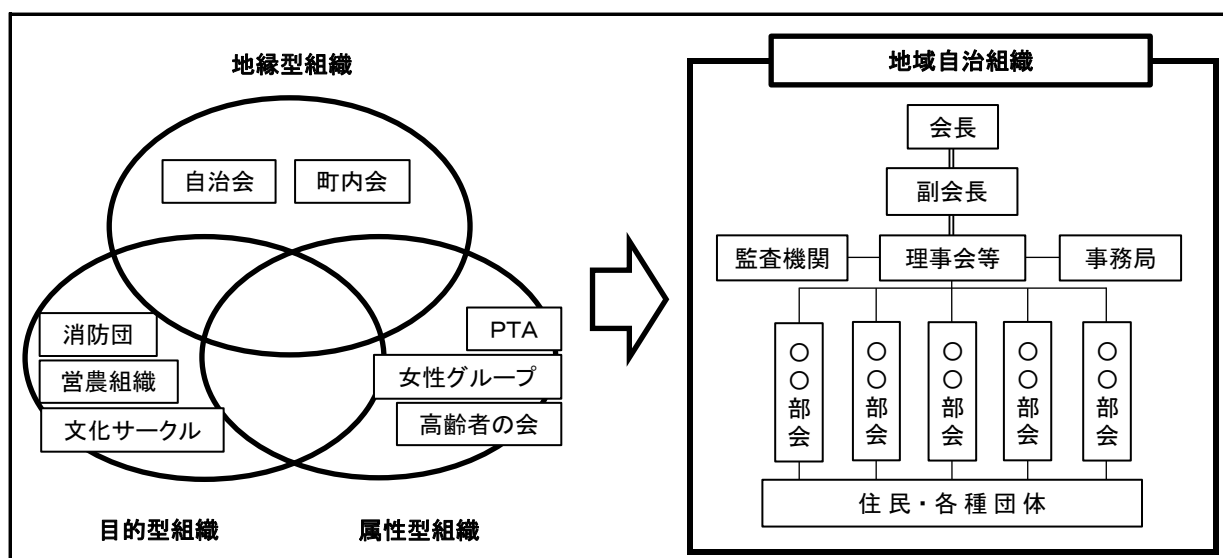 地縁型組織
自治会
町内会
消防団
営農組織
文化サークル
PTA
女性グループ
高齢者の会
目的型組織
属性型組織
地域自治組織
会長
副会長
監査機関
理事会等
事務局
○○部会
○○部会
○○部会
○○部会
○○部会
住民・各種団体